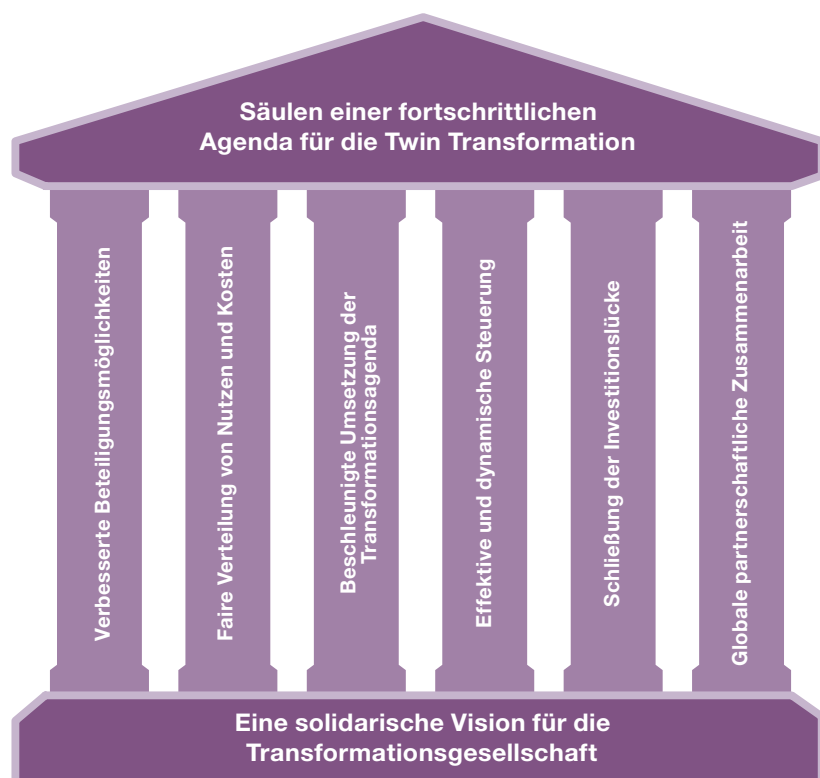 Säulen einer fortschrittlichen
Agenda für die Twin Transformation
Verbesserte Beteiligungsmöglichkeiten
Faire Verteilung von Nutzen und Kosten
Beschleunigte Umsetzung der
Transformationsagenda
Effektive und dynamische Steuerung
Schließung der Investitionslücke
Globale partnerschaftliche Zusammenarbeit
Eine solidarische Vision für die
Transformationsgesellschaft